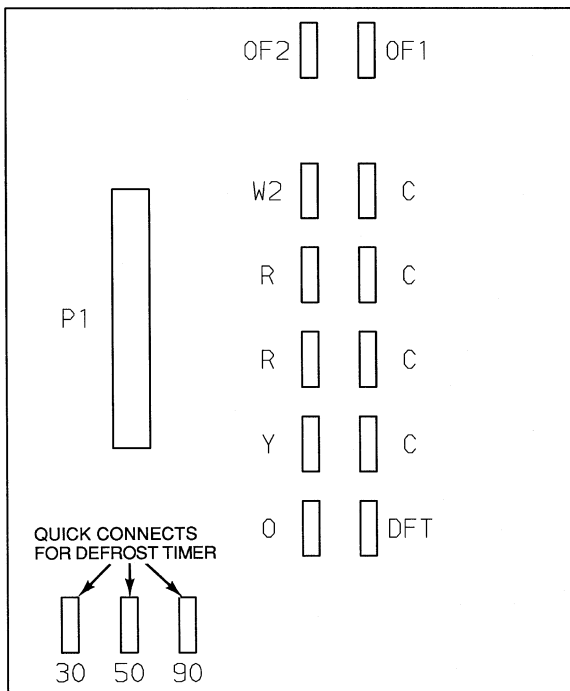 OF2 OF1
W2 C
R C
P1
R C
Y C
O DFT
QUICK CONNECTS
FOR DEFROST TIMER
30 50 90